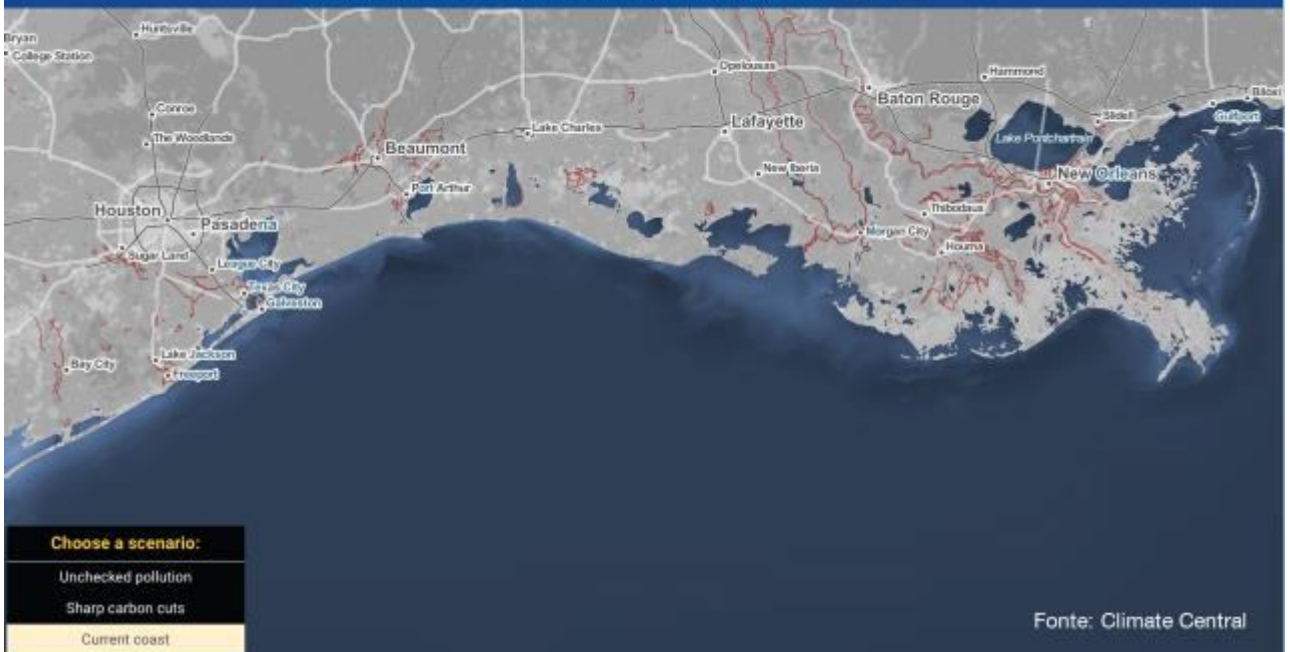 Huntsville
Bryan
College Station
Conroe
The Woodlands
Houston
Pasadena
Sugar Land
League City
Texas City
Galveston
Bay City
Lake Jackson
Freeport
Beaumont
Port Arthur
Lake Charles
Opelousas
Lafayette
New Iberia
Morgan City
Baton Rouge
Hammond
Thibodaux
Houma
Lake Pontchartrain
New Orleans
Slidell
Biloxi
Gulfport
Choose a scenario:
Unchecked pollution
Sharp carbon cuts
Current coast
Fonte: Climate Central